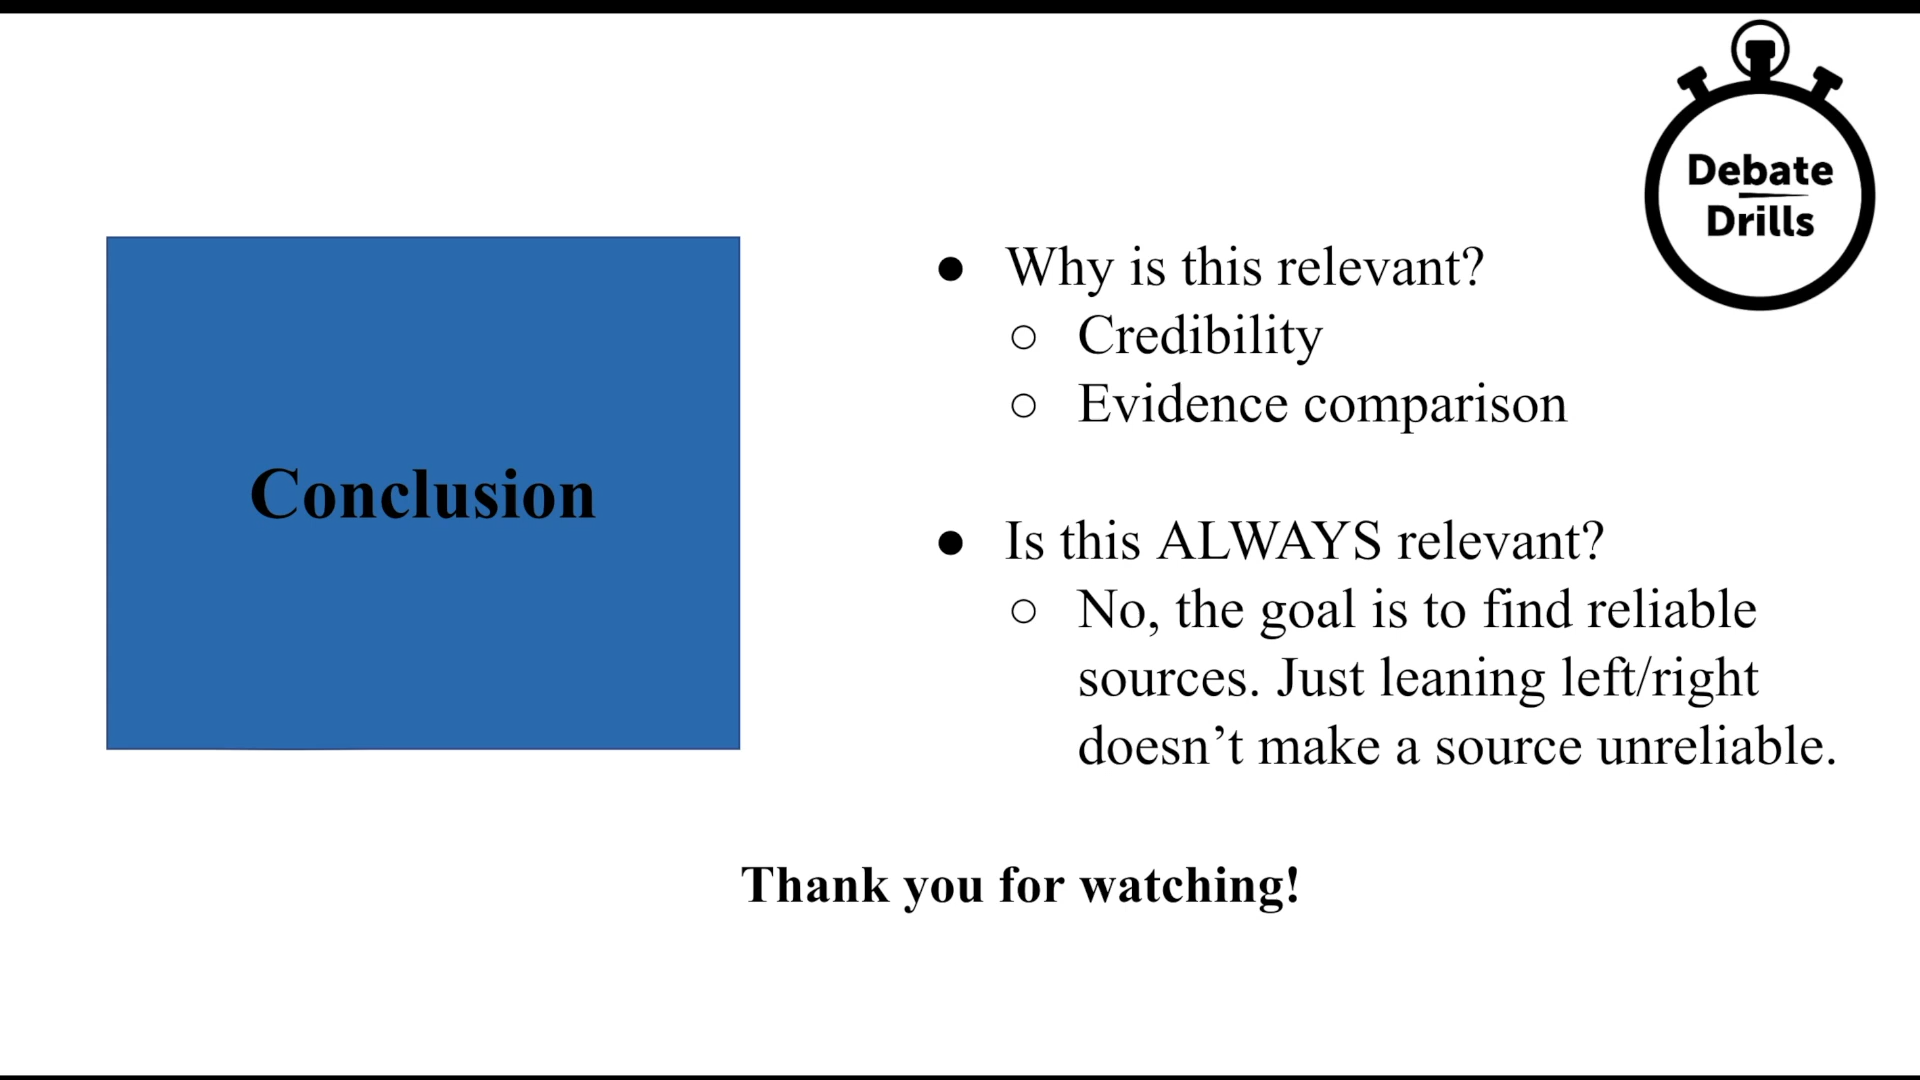 Debate
Drills
Conclusion
● Why is this relevant?
○ Credibility
○ Evidence comparison
● Is this ALWAYS relevant?
○ No, the goal is to find reliable
sources. Just leaning left/right
doesn’t make a source unreliable.
Thank you for watching!